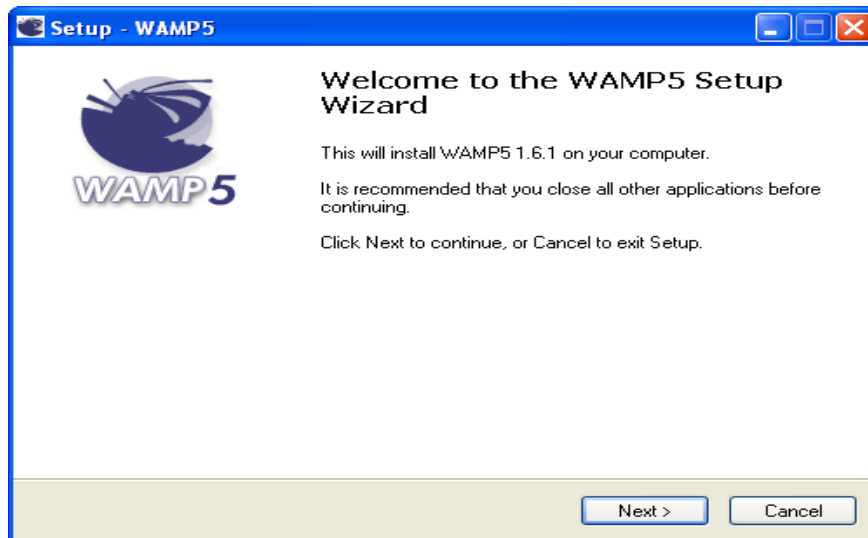 Setup - WAMP5
Welcome to the WAMP5 Setup
Wizard
This will install WAMP5 1.6.1 on your computer.
It is recommended that you close all other applications before
continuing.
Click Next to continue, or Cancel to exit Setup.
WAMP5
Next >
Cancel